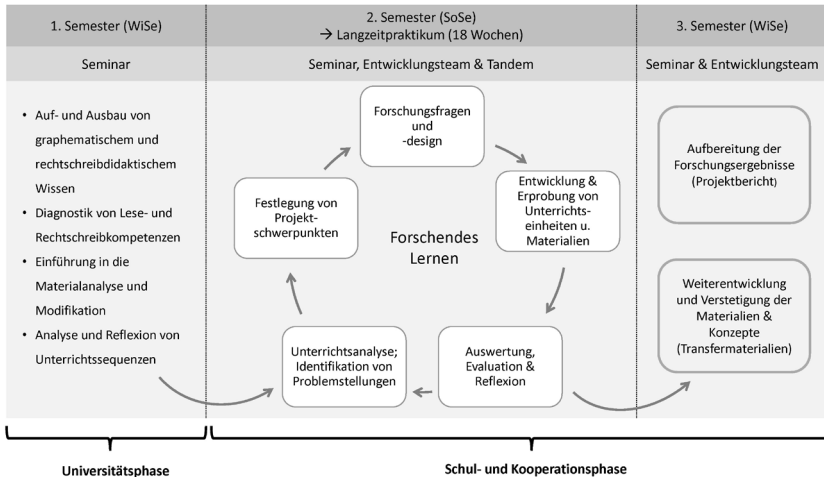 1. Semester (WiSe)
2. Semester (SoSe)
→ Langzeitpraktikum (18 Wochen)
3. Semester (WiSe)
Seminar
Seminar, Entwicklungsteam & Tandem
Seminar & Entwicklungsteam
• Auf- und Ausbau von
graphematischem und
rechtschreibdidaktischem
Wissen
• Diagnostik von Lese- und
Rechtschreibkompetenzen
• Einführung in die
Materialanalyse und
Modifikation
• Analyse und Reflexion von
Unterrichtssequenzen
Forschungsfragen
und
-design
Entwicklung &
Erprobung von
Unterrichts-
einheiten u.
Materialien
Auswertung,
Evaluation &
Reflexion
Unterrichtsanalyse;
Identifikation von
Problemstellungen
Festlegung von
Projekt-
schwerpunkten
Forschendes
Lernen
Aufbereitung der
Forschungsergebnisse
(Projektbericht)
Weiterentwicklung
und Verstetigung der
Materialien &
Konzepte
(Transfermaterialien)
Universitätsphase
Schul- und Kooperationsphase